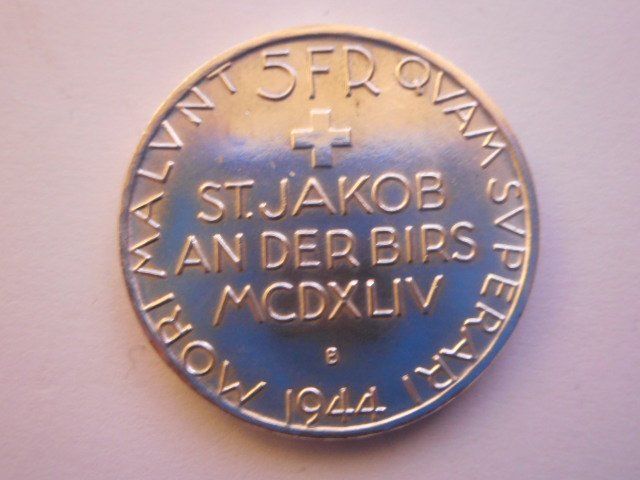 5FR
MORI MALVNT QVAM SVPERARI
ST. JAKOB
AN DER BIRS
MCDXLIV
B
1944